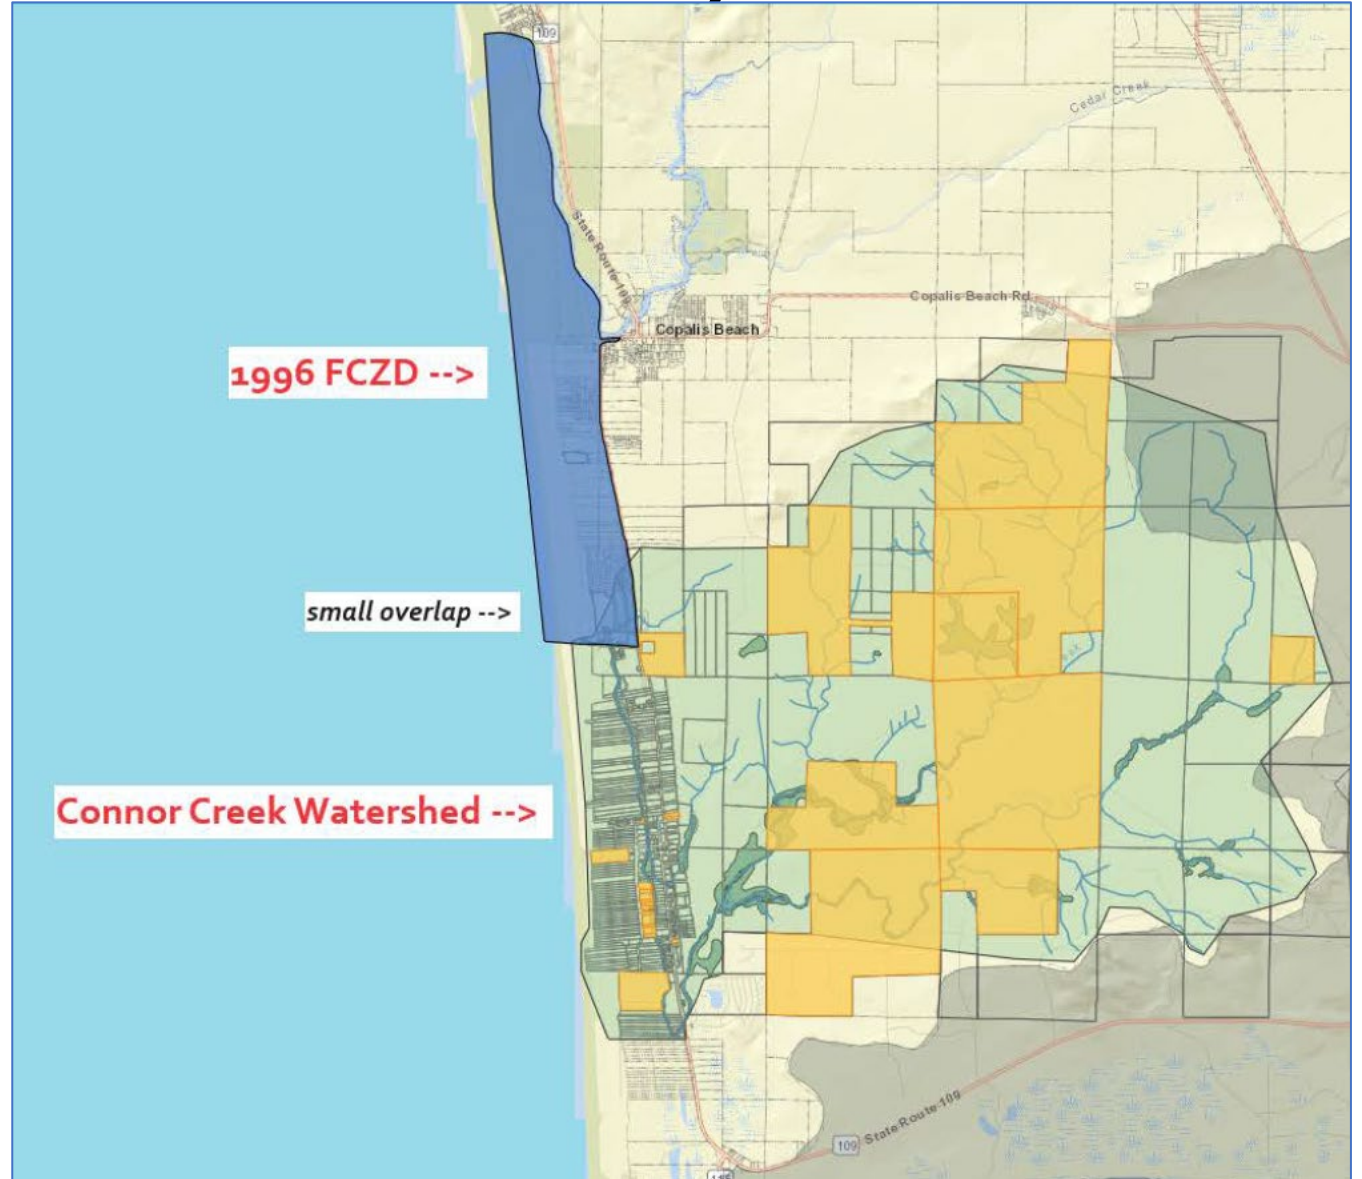 109
Cedar Creek
State Route 109
Copalis Beach Rd
Copalis Beach
1996 FCZD -->
small overlap -->
Connor Creek Watershed -->
State Route 109
109